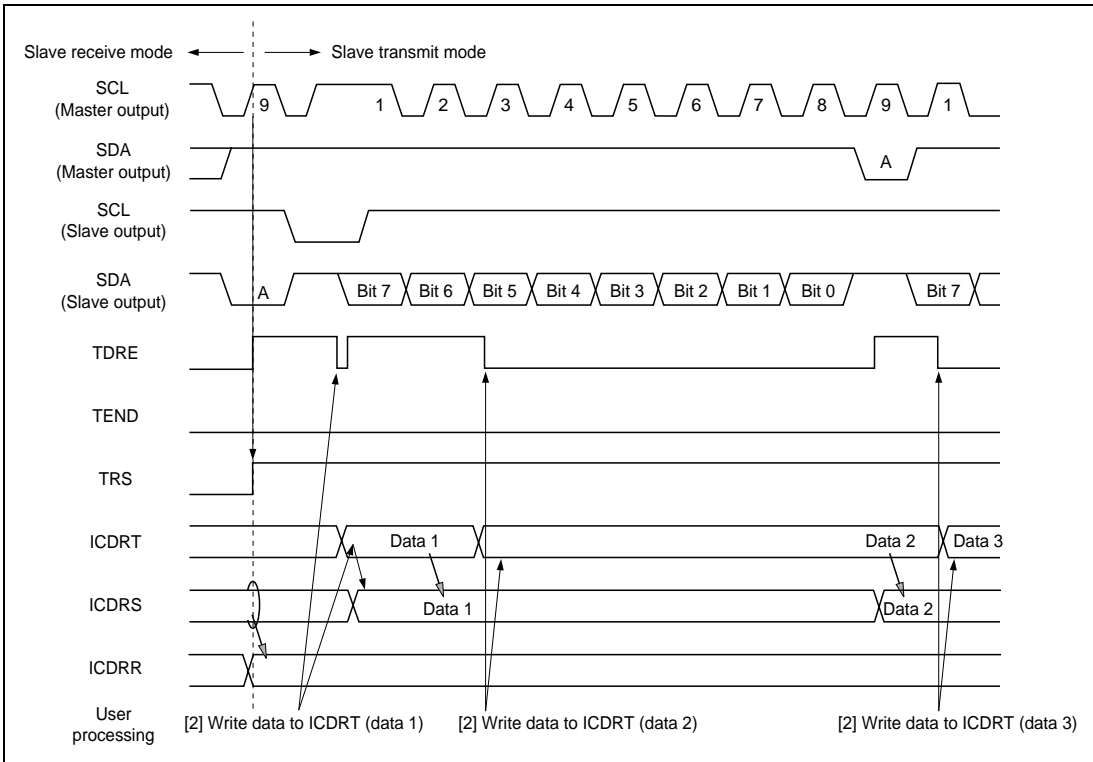 Slave receive mode
Slave transmit mode
SCL
(Master output)
9 1 2 3 4 5 6 7 8 9 1
SDA
(Master output)
A
SCL
(Slave output)
SDA
(Slave output)
A Bit 7 Bit 6 Bit 5 Bit 4 Bit 3 Bit 2 Bit 1 Bit 0 Bit 7
TDRE
TEND
TRS
ICDRT
Data 1 Data 2 Data 3
ICDRS
Data 1 Data 2
ICDRR
User
processing
[2] Write data to ICDRT (data 1) [2] Write data to ICDRT (data 2) [2] Write data to ICDRT (data 3)